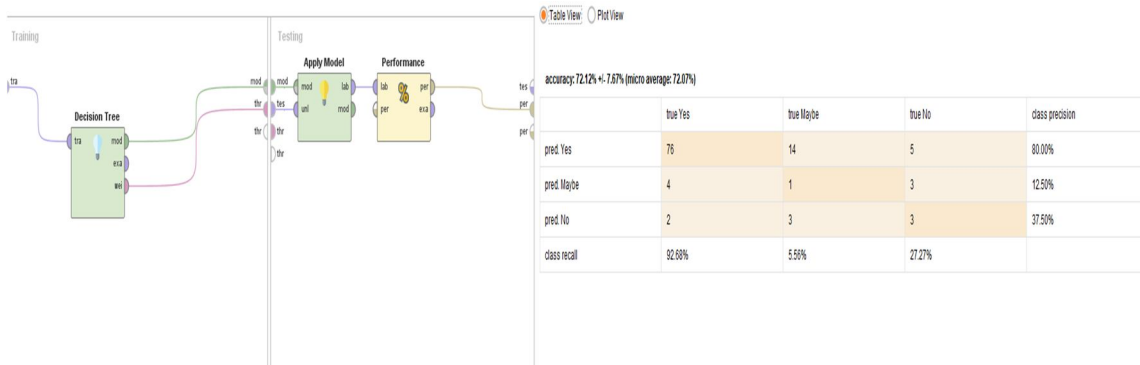 Training
Testing
tra
Decision Tree
tra mod
exa
wei
mod
thr
thr
mod
tes
thr
thr
Apply Model
mod lab
unl mod
Performance
lab per
per exa
tes
per
per
Table View Plot View
accuracy: 72.12% +/- 7.67% (micro average: 72.07%)
true Yes true Maybe true No class precision
pred. Yes 76 14 5 80.00%
pred. Maybe 4 1 3 12.50%
pred. No 2 3 3 37.50%
class recall 92.68% 5.56% 27.27%